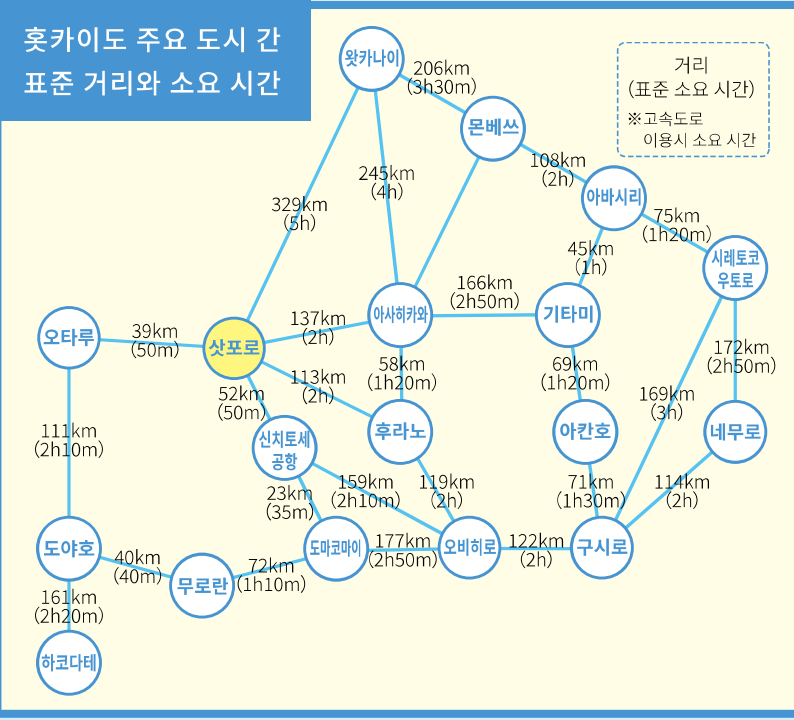 홋카이도 주요 도시 간
표준 거리와 소요 시간
거리
(표준 소요 시간)
※고속도로
이용시 소요 시간
왓카나이
206km
(3h30m)
몬베쓰
108km
(2h)
아바시리
75km
(1h20m)
시레토코
우토로
245km
(4h)
329km
(5h)
45km
(1h)
166km
(2h50m)
아사히카와
기타미
137km
(2h)
오타루
39km
(50m)
삿포로
172km
(2h50m)
58km
(1h20m)
69km
(1h20m)
113km
(2h)
52km
(50m)
169km
(3h)
신치토세
공항
후라노
아칸호
네무로
111km
(2h10m)
23km
(35m)
159km
(2h10m)
119km
(2h)
71km
(1h30m)
114km
(2h)
도야호
40km
(40m)
무로란
72km
(1h10m)
도마코마이
177km
(2h50m)
오비히로
122km
(2h)
구시로
161km
(2h20m)
하코다테